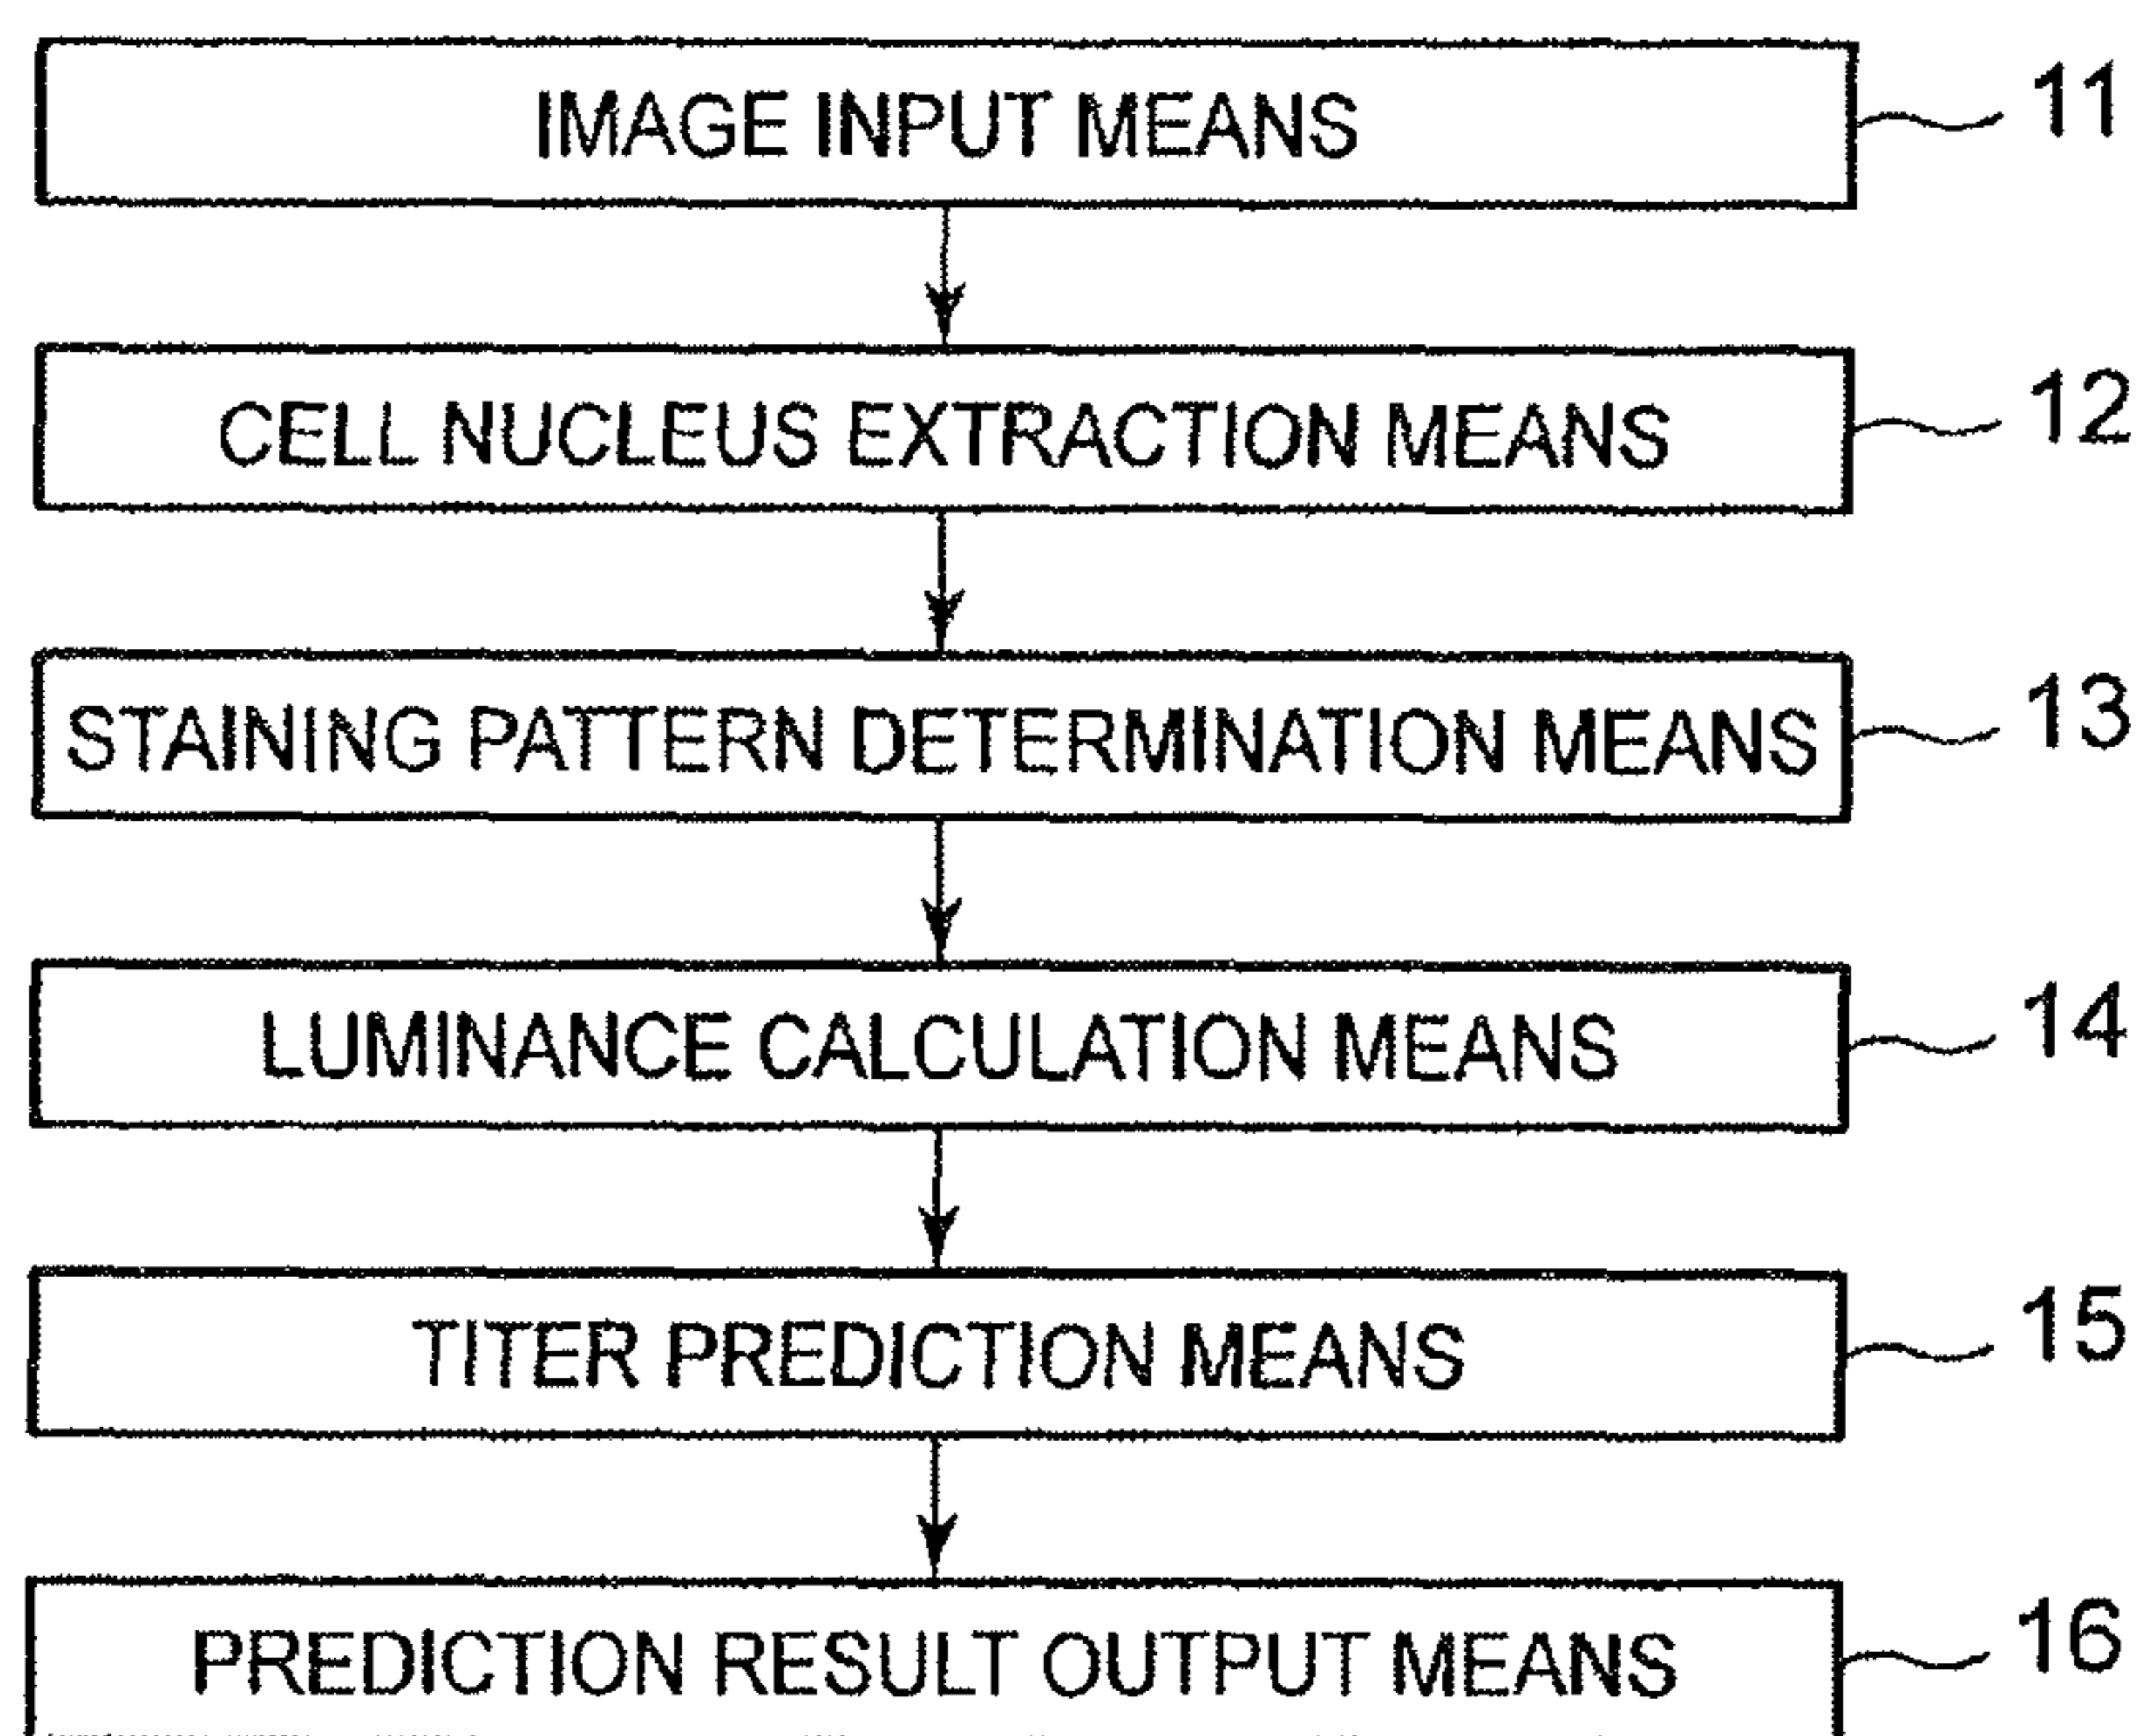 IMAGE INPUT MEANS 11
CELL NUCLEUS EXTRACTION MEANS 12
STAINING PATTERN DETERMINATION MEANS 13
LUMINANCE CALCULATION MEANS 14
TITER PREDICTION MEANS 15
PREDICTION RESULT OUTPUT MEANS 16